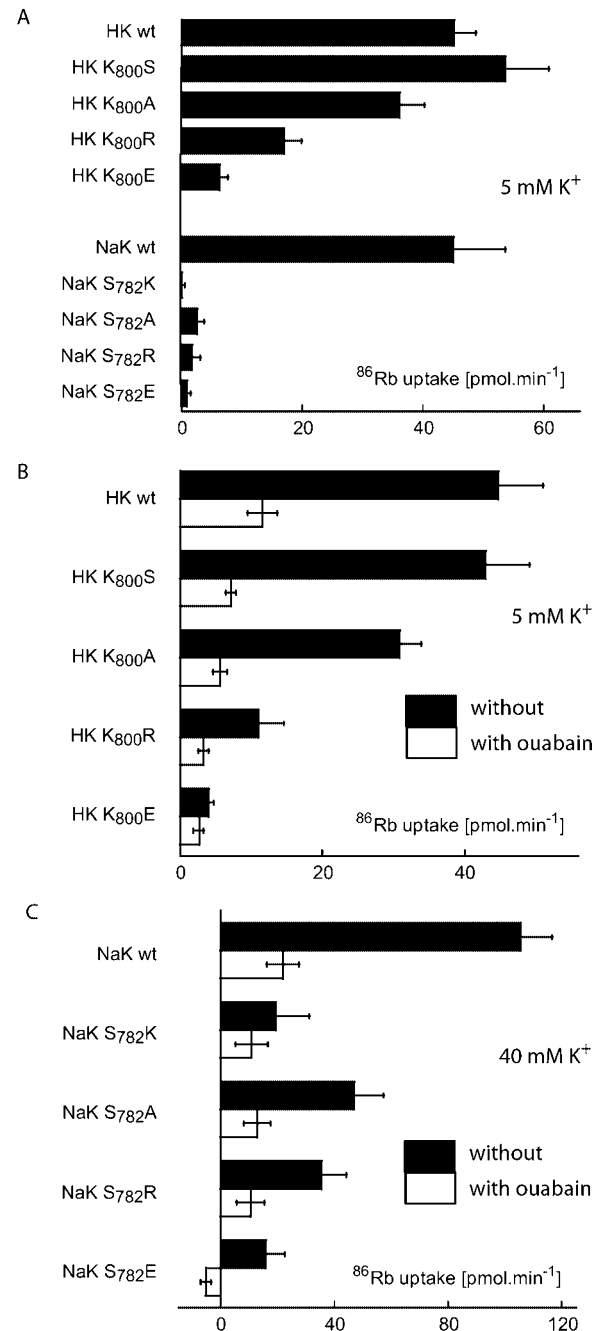 A
HK wt
HK K800S
HK K800A
HK K800R
HK K800E
5 mM K+
NaK wt
NaK S782K
NaK S782A
NaK S782R
NaK S782E
86Rb uptake [pmol.min-1]
0 20 40 60
B
HK wt
HK K800S
5 mM K+
HK K800A
HK K800R
without
with ouabain
HK K800E
86Rb uptake [pmol.min-1]
0 20 40
C
NaK wt
NaK S782K
40 mM K+
NaK S782A
without
NaK S782R
with ouabain
NaK S782E
86Rb uptake [pmol.min-1]
0 40 80 120